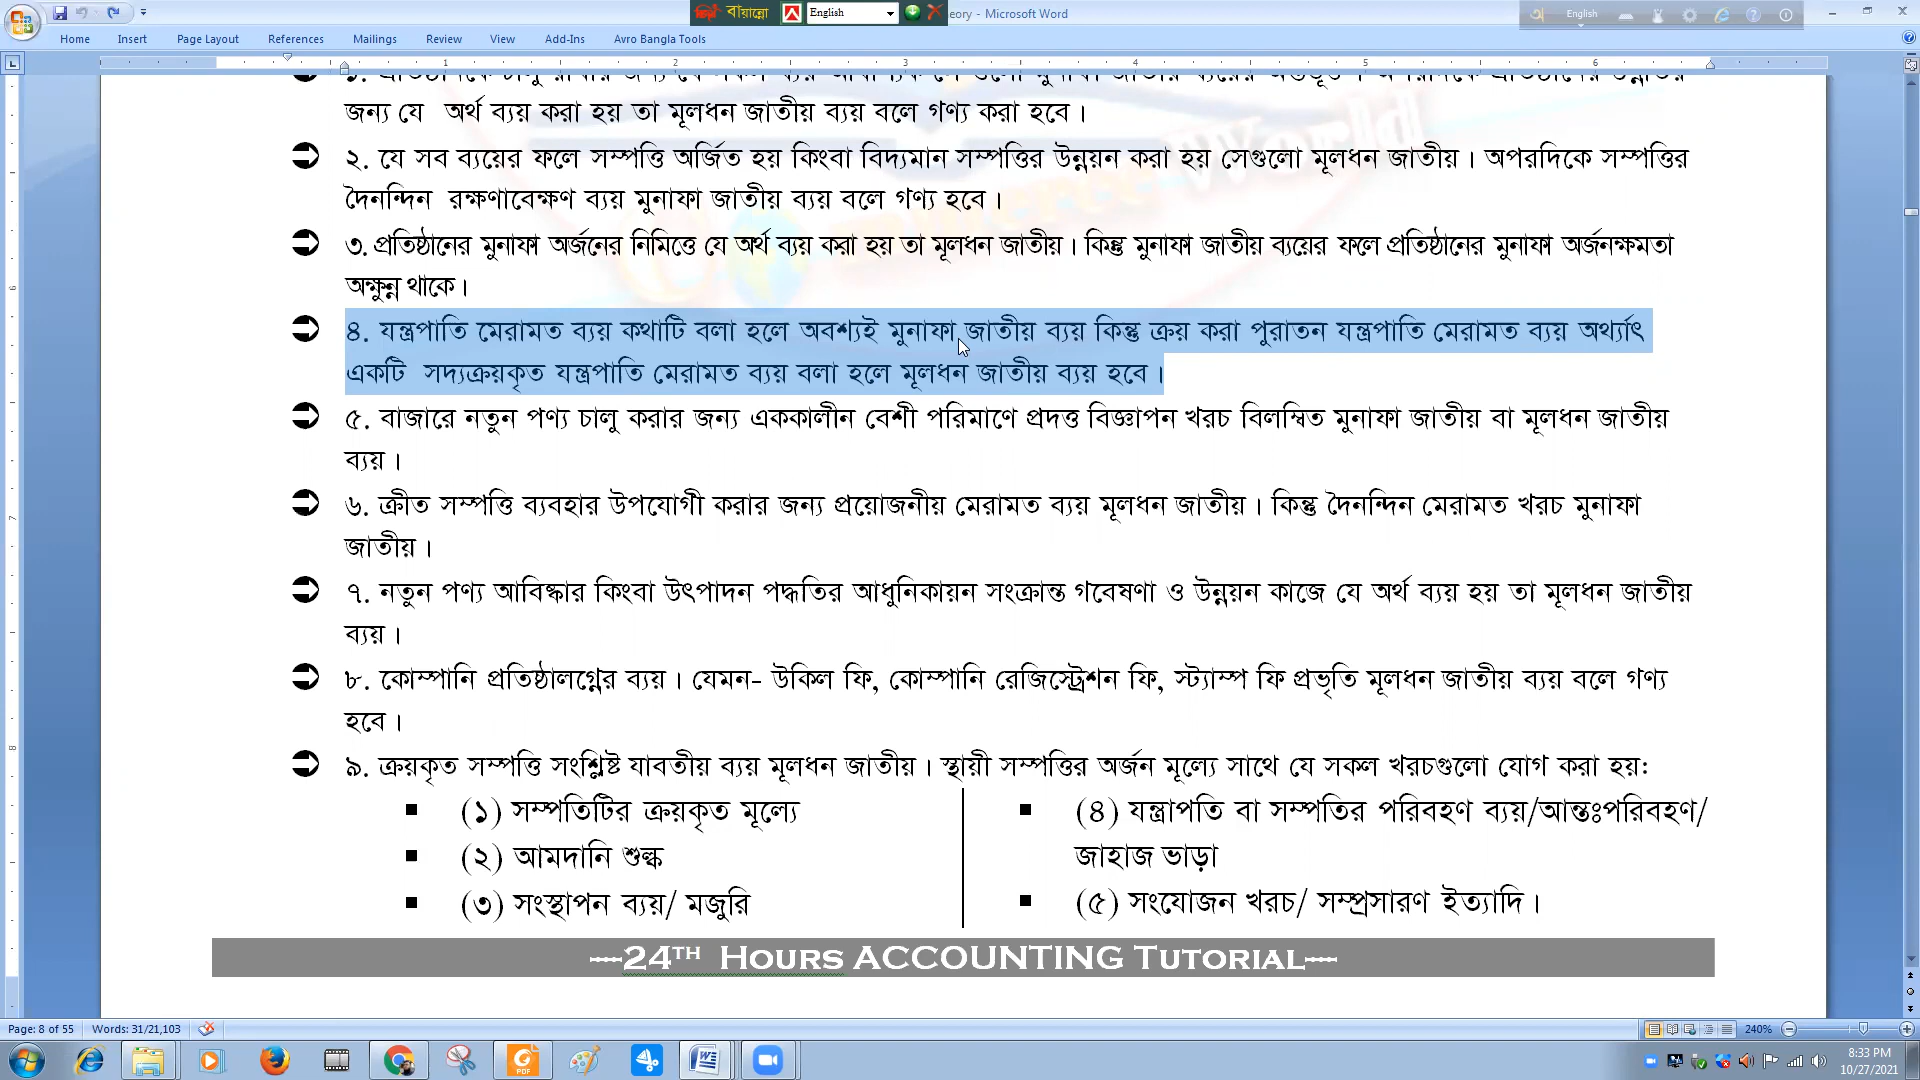 বায়ান্নো English eory - Microsoft Word English
Home Insert Page Layout References Mailings Review View Add-Ins Avro Bangla Tools
1 2 3 4 5 6
জন্য যে অর্থ ব্যয় করা হয় তা মূলধন জাতীয় ব্যয় বলে গণ্য করা হবে।
২. যে সব ব্যয়ের ফলে সম্পত্তি অর্জিত হয় কিংবা বিদ্যমান সম্পত্তির উন্নয়ন করা হয় সেগুলো মূলধন জাতীয়। অপরদিকে সম্পত্তির
দৈনন্দিন রক্ষণাবেক্ষণ ব্যয় মুনাফা জাতীয় ব্যয় বলে গণ্য হবে।
৩. প্রতিষ্ঠানের মুনাফা অর্জনের নিমিত্তে যে অর্থ ব্যয় করা হয় তা মূলধন জাতীয়। কিন্তু মুনাফা জাতীয় ব্যয়ের ফলে প্রতিষ্ঠানের মুনাফা অর্জনক্ষমতা
অক্ষুন্ন থাকে।
৪. যন্ত্রপাতি মেরামত ব্যয় কথাটি বলা হলে অবশ্যই মুনাফা জাতীয় ব্যয় কিন্তু ক্রয় করা পুরাতন যন্ত্রপাতি মেরামত ব্যয় অর্থ্যাৎ
একটি সদ্যক্রয়কৃত যন্ত্রপাতি মেরামত ব্যয় বলা হলে মূলধন জাতীয় ব্যয় হবে।
৫. বাজারে নতুন পণ্য চালু করার জন্য এককালীন বেশী পরিমাণে প্রদত্ত বিজ্ঞাপন খরচ বিলম্বিত মুনাফা জাতীয় বা মূলধন জাতীয়
ব্যয়।
৬. ক্রীত সম্পত্তি ব্যবহার উপযোগী করার জন্য প্রয়োজনীয় মেরামত ব্যয় মূলধন জাতীয়। কিন্তু দৈনন্দিন মেরামত খরচ মুনাফা
জাতীয়।
৭. নতুন পণ্য আবিষ্কার কিংবা উৎপাদন পদ্ধতির আধুনিকায়ন সংক্রান্ত গবেষণা ও উন্নয়ন কাজে যে অর্থ ব্যয় হয় তা মূলধন জাতীয়
ব্যয়।
৮. কোম্পানি প্রতিষ্ঠালগ্নের ব্যয়। যেমন- উকিল ফি, কোম্পানি রেজিস্ট্রেশন ফি, স্ট্যাম্প ফি প্রভৃতি মূলধন জাতীয় ব্যয় বলে গণ্য
হবে।
৯. ক্রয়কৃত সম্পত্তি সংশ্লিষ্ট যাবতীয় ব্যয় মূলধন জাতীয়। স্থায়ী সম্পত্তির অর্জন মূল্যে সাথে যে সকল খরচগুলো যোগ করা হয়ঃ
(১) সম্পতিটির ক্রয়কৃত মূল্যে
(২) আমদানি শুল্ক
(৩) সংস্থাপন ব্যয়/ মজুরি
(৪) যন্ত্রাপতি বা সম্পতির পরিবহণ ব্যয়/আন্তঃপরিবহণ/
জাহাজ ভাড়া
(৫) সংযোজন খরচ/ সম্প্রসারণ ইত্যাদি।
—24TH Hours ACCOUNTING Tutorial—
Page: 8 of 55 Words: 31/21,103 240%
8:33 PM
10/27/2021